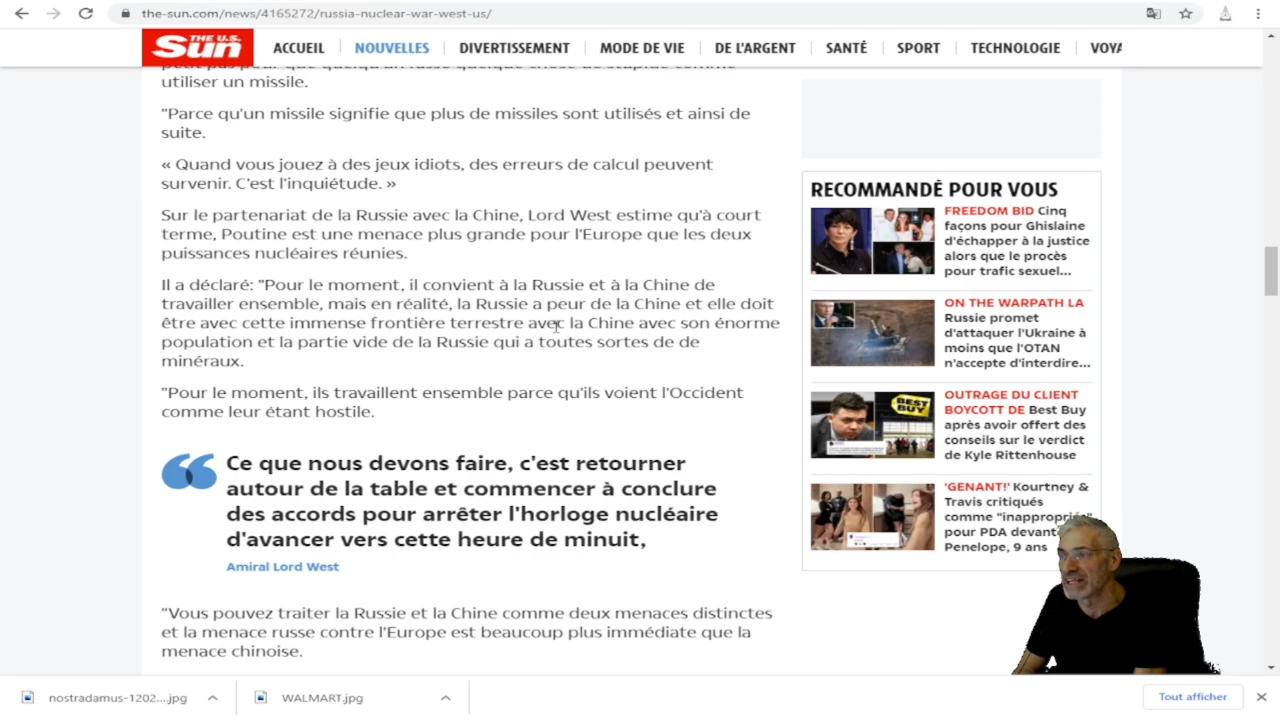 the-sun.com/news/4165272/russia-nuclear-war-west-us/
THE U.S. Sun
ACCUEIL
NOUVELLES
DIVERTISSEMENT
MODE DE VIE
DE L'ARGENT
SANTÉ
SPORT
TECHNOLOGIE
VOYA
utiliser un missile.
"Parce qu'un missile signifie que plus de missiles sont utilisés et ainsi de
suite.
« Quand vous jouez à des jeux idiots, des erreurs de calcul peuvent
survenir. C'est l'inquiétude. »
Sur le partenariat de la Russie avec la Chine, Lord West estime qu'à court
terme, Poutine est une menace plus grande pour l'Europe que les deux
puissances nucléaires réunies.
Il a déclaré: "Pour le moment, il convient à la Russie et à la Chine de
travailler ensemble, mais en réalité, la Russie a peur de la Chine et elle doit
être avec cette immense frontière terrestre avec la Chine avec son énorme
population et la partie vide de la Russie qui a toutes sortes de de
minéraux.
"Pour le moment, ils travaillent ensemble parce qu'ils voient l'Occident
comme leur étant hostile.
Ce que nous devons faire, c'est retourner
autour de la table et commencer à conclure
des accords pour arrêter l'horloge nucléaire
d'avancer vers cette heure de minuit,
Amiral Lord West
"Vous pouvez traiter la Russie et la Chine comme deux menaces distinctes
et la menace russe contre l'Europe est beaucoup plus immédiate que la
menace chinoise.
RECOMMANDÉ POUR VOUS
FREEDOM BID Cinq
façons pour Ghislaine
d'échapper à la justice
alors que le procès
pour trafic sexuel...
ON THE WARPATH LA
Russie promet
d'attaquer l'Ukraine à
moins que l'OTAN
n'accepte d'interdire...
BEST BUY
OUTRAGE DU CLIENT
BOYCOTT DE Best Buy
après avoir offert des
conseils sur le verdict
de Kyle Rittenhouse
'GENANT!' Kourtney &
Travis critiqués
comme "inappropriés"
pour PDA devant
Penelope, 9 ans
nostradamus-1202....jpg
WALMART.jpg
Tout afficher